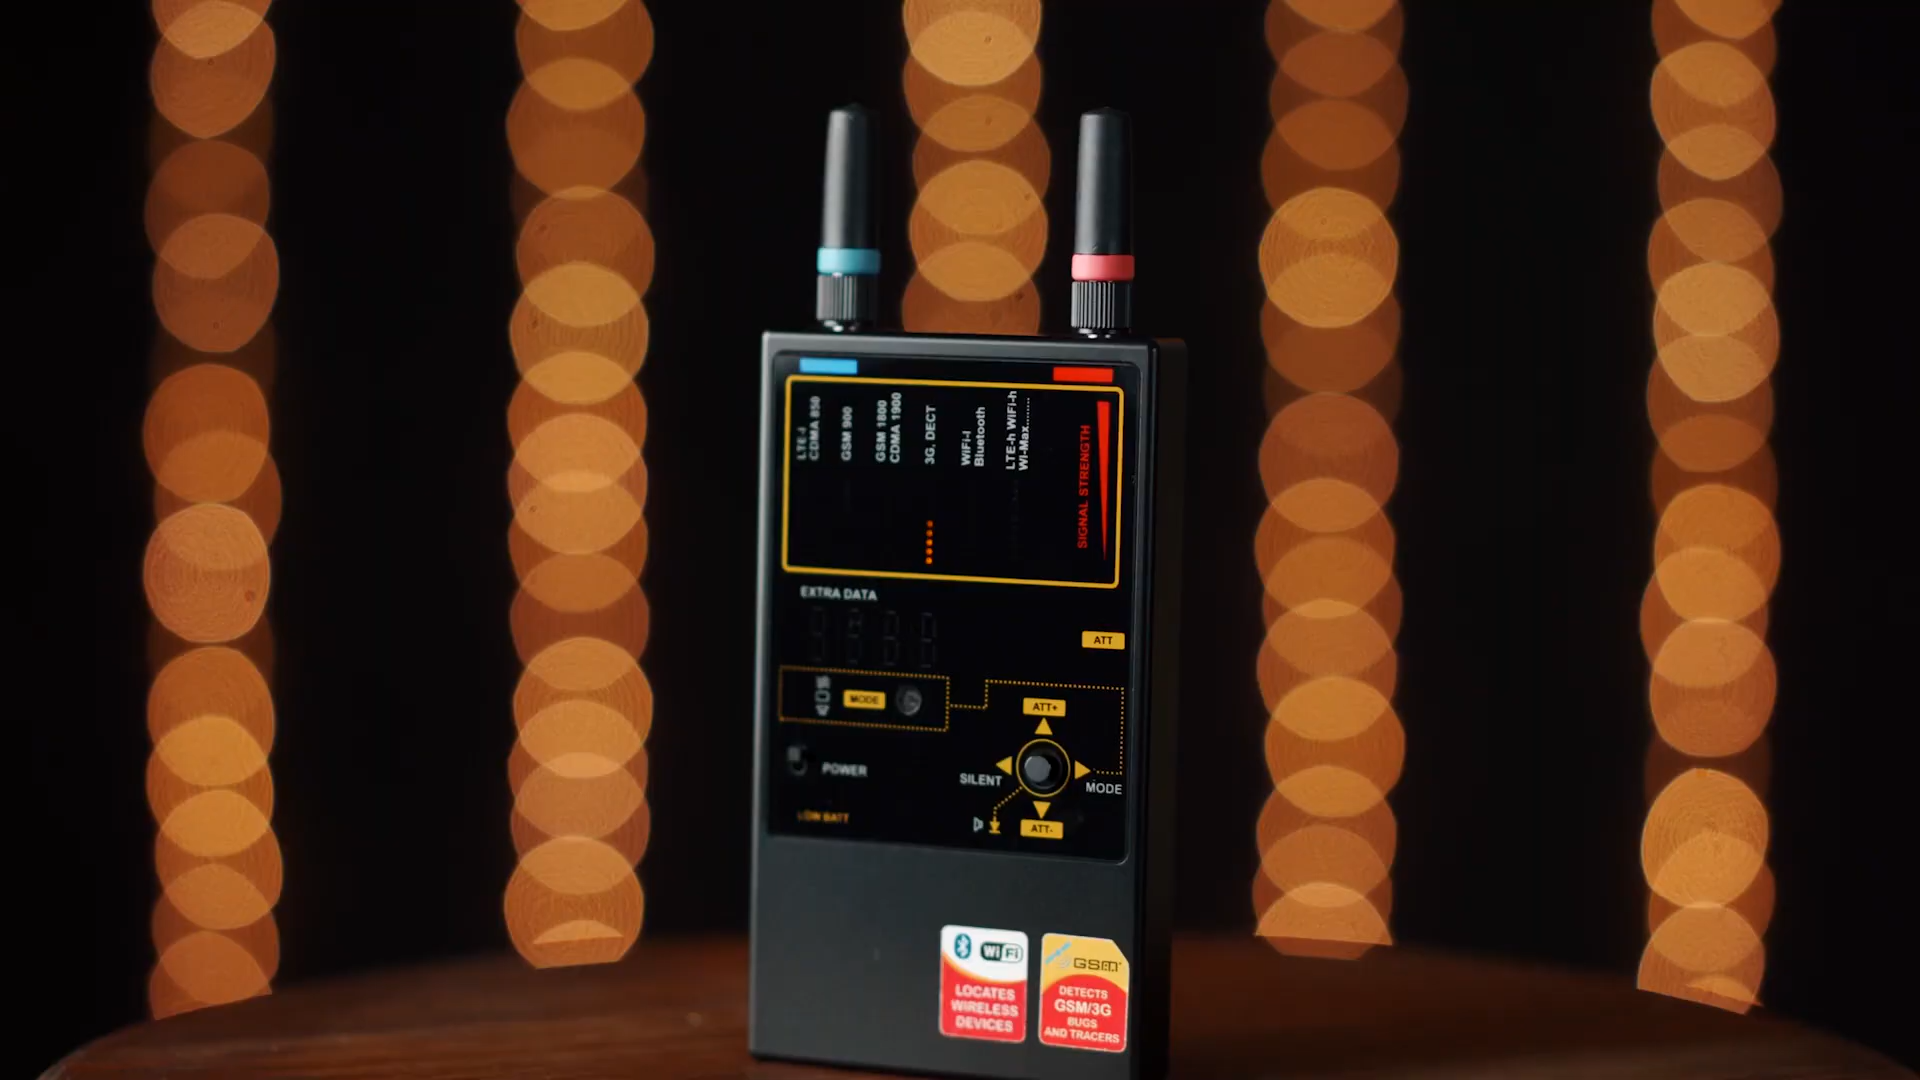 LTE-l
CDMA 850
GSM 900
GSM 1800
CDMA 1900
3G, DECT
WiFi-l
Bluetooth
LTE-h WiFi-h
Wi-Max.........
SIGNAL STRENGTH
EXTRA DATA
ATT
MODE
ATT+
POWER
SILENT
MODE
LOW BATT
ATT-
WiFi
LOCATES
WIRELESS
DEVICES
GSM
DETECTS
GSM/3G
BUGS
AND TRACERS